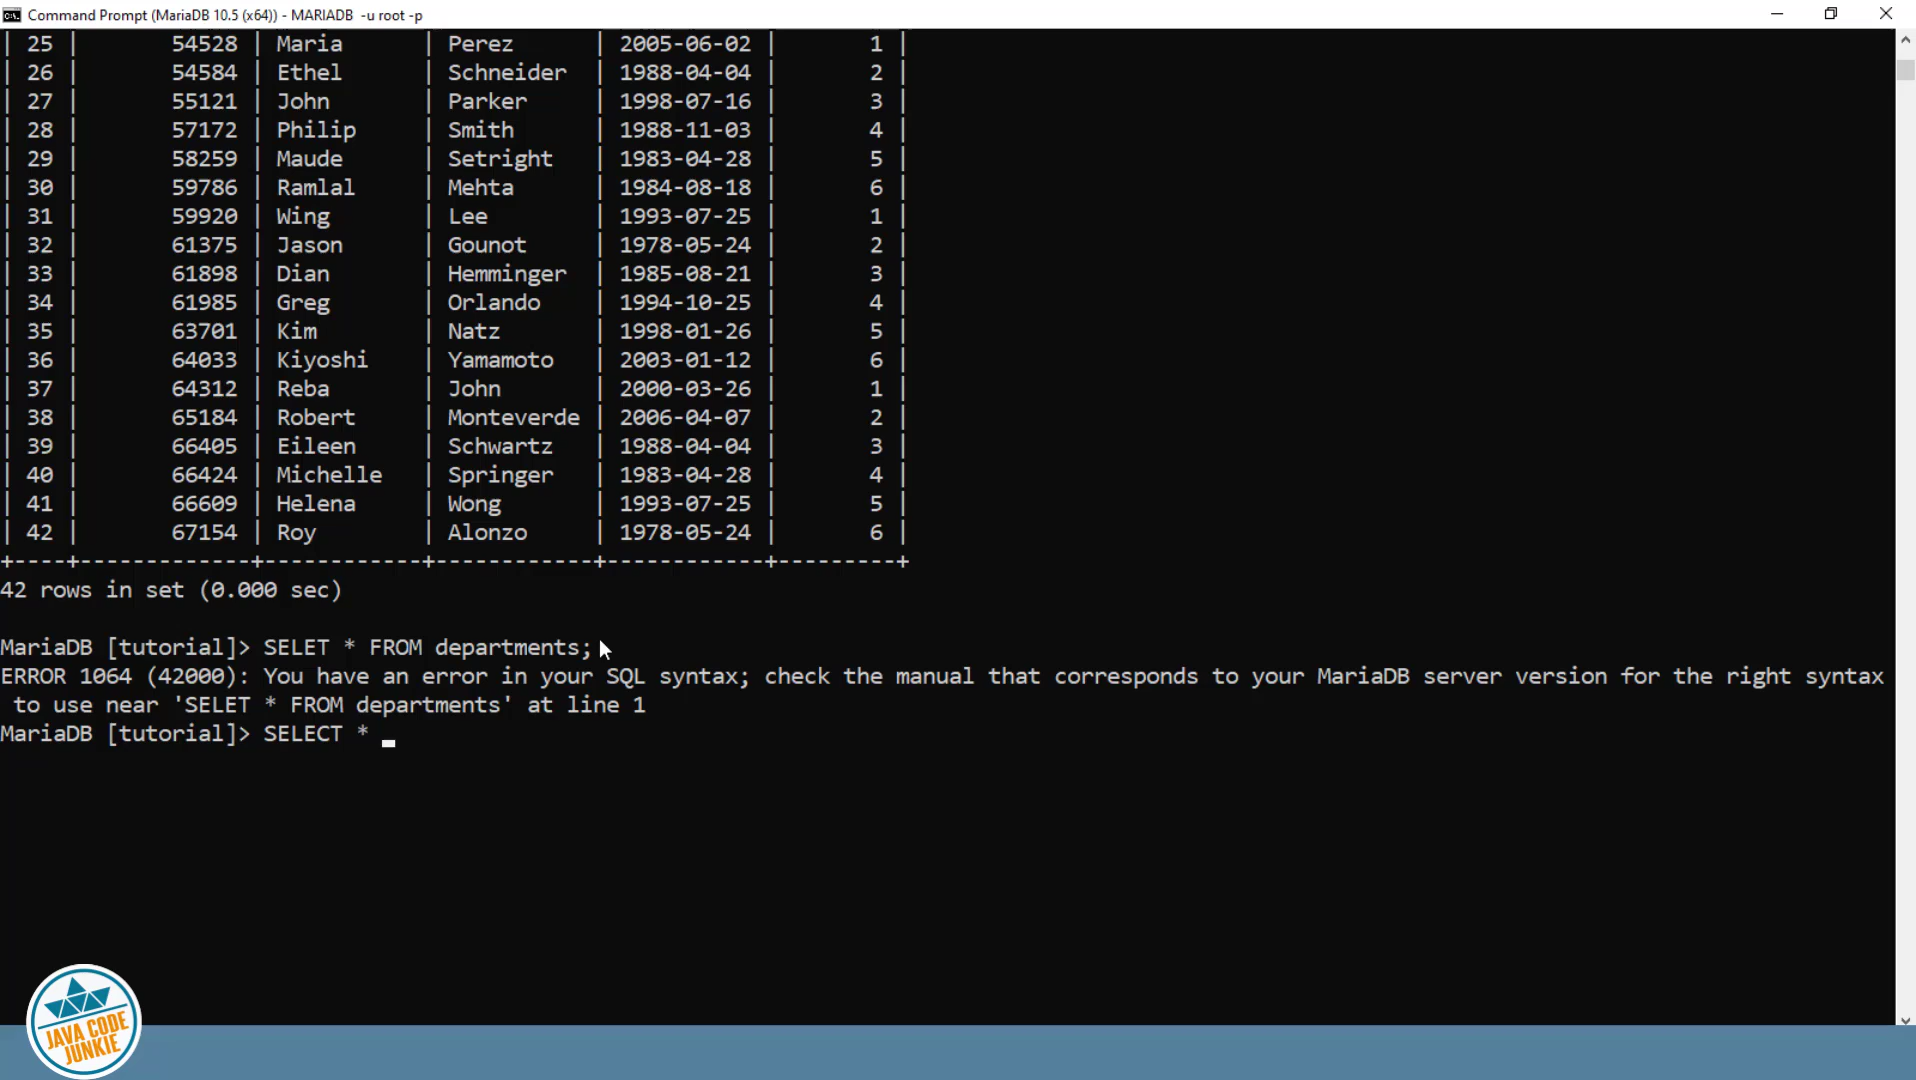 Command Prompt (MariaDB 10.5 (x64)) - MARIADB -u root -p
| 25 | 54528 | Maria | Perez | 2005-06-02 | 1 |
| 26 | 54584 | Ethel | Schneider | 1988-04-04 | 2 |
| 27 | 55121 | John | Parker | 1998-07-16 | 3 |
| 28 | 57172 | Philip | Smith | 1988-11-03 | 4 |
| 29 | 58259 | Maude | Setright | 1983-04-28 | 5 |
| 30 | 59786 | Ramlal | Mehta | 1984-08-18 | 6 |
| 31 | 59920 | Wing | Lee | 1993-07-25 | 1 |
| 32 | 61375 | Jason | Gounot | 1978-05-24 | 2 |
| 33 | 61898 | Dian | Hemminger | 1985-08-21 | 3 |
| 34 | 61985 | Greg | Orlando | 1994-10-25 | 4 |
| 35 | 63701 | Kim | Natz | 1998-01-26 | 5 |
| 36 | 64033 | Kiyoshi | Yamamoto | 2003-01-12 | 6 |
| 37 | 64312 | Reba | John | 2000-03-26 | 1 |
| 38 | 65184 | Robert | Monteverde | 2006-04-07 | 2 |
| 39 | 66405 | Eileen | Schwartz | 1988-04-04 | 3 |
| 40 | 66424 | Michelle | Springer | 1983-04-28 | 4 |
| 41 | 66609 | Helena | Wong | 1993-07-25 | 5 |
| 42 | 67154 | Roy | Alonzo | 1978-05-24 | 6 |
+----+-------------+------------+------------+------------+---------+
42 rows in set (0.000 sec)
MariaDB [tutorial]> SELET * FROM departments;
ERROR 1064 (42000): You have an error in your SQL syntax; check the manual that corresponds to your MariaDB server version for the right syntax
to use near 'SELET * FROM departments' at line 1
MariaDB [tutorial]> SELECT * _
JAVA CODE
JUNKIE